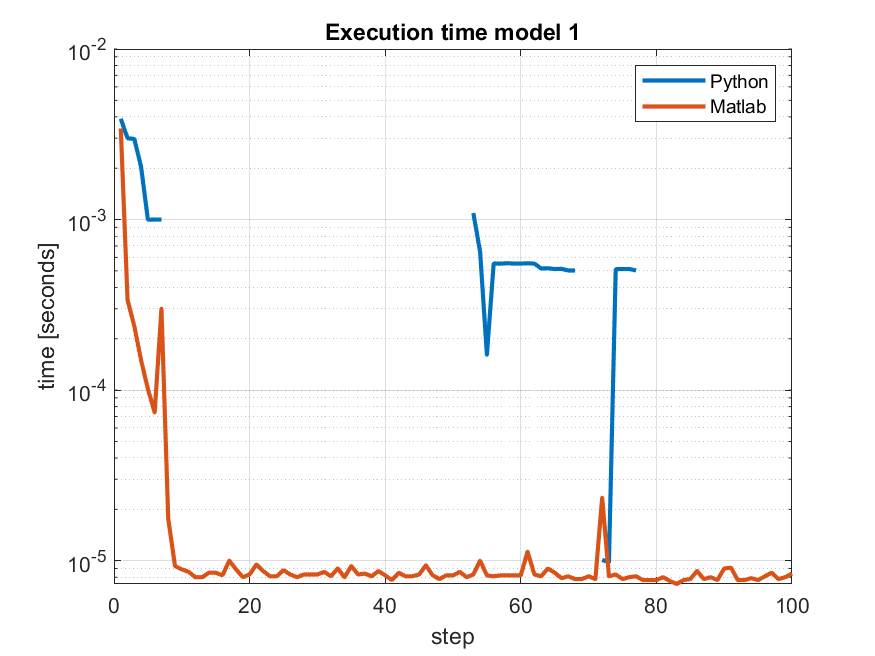 Execution time model 1
Python
Matlab
10^-2
10^-3
10^-4
10^-5
time [seconds]
0 20 40 60 80 100
step